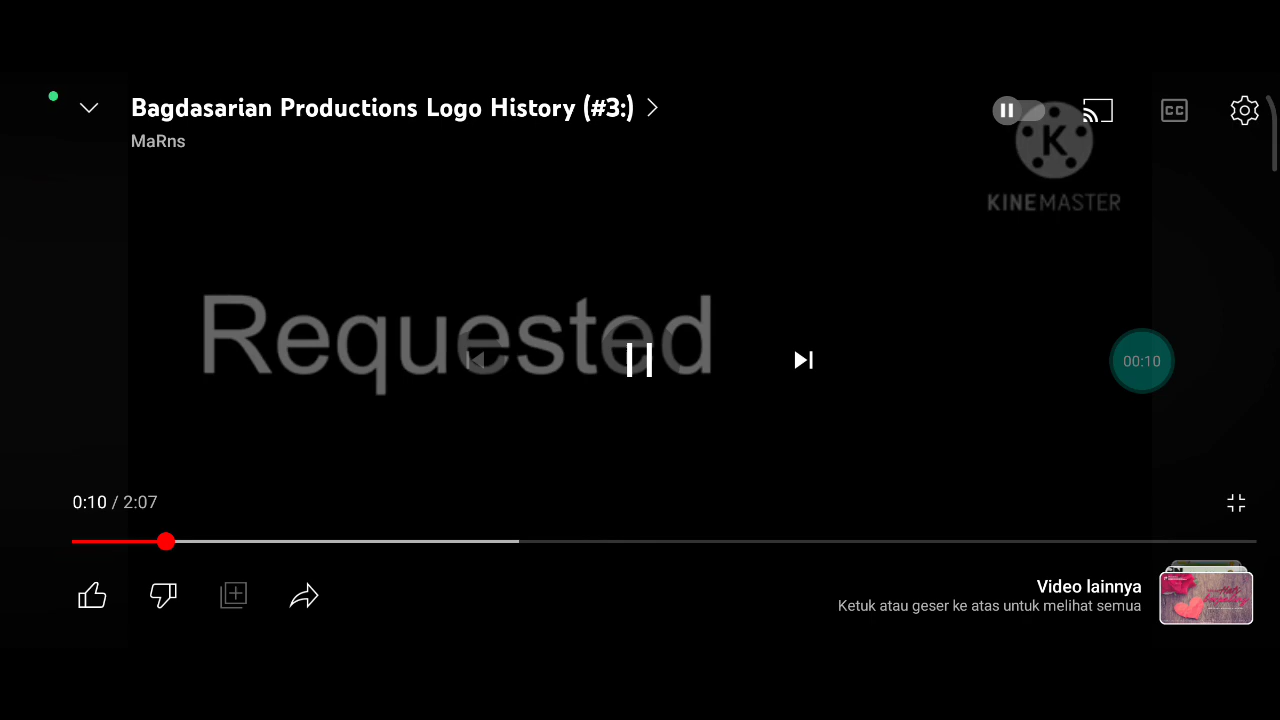 Bagdasarian Productions Logo History (#3:)
MaRns
K
KINEMASTER
CC
Requested
00:10
0:10 / 2:07
Video lainnya
Ketuk atau geser ke atas untuk melihat semua